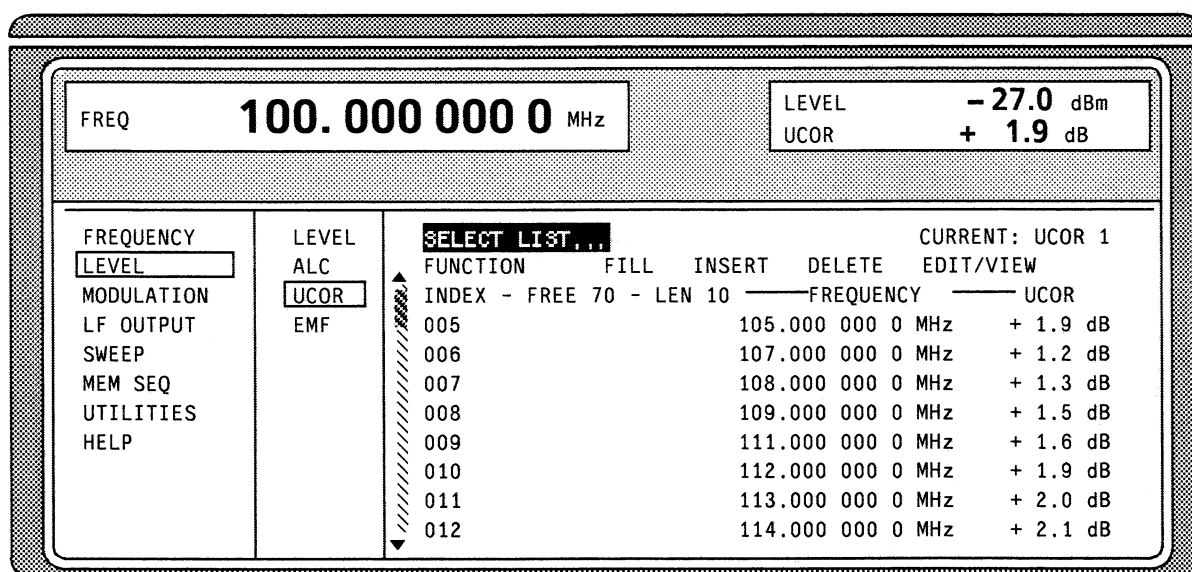 FREQ 100. 000 000 0 MHz
LEVEL – 27.0 dBm
UCOR + 1.9 dB
FREQUENCY
LEVEL
MODULATION
LF OUTPUT
SWEEP
MEM SEQ
UTILITIES
HELP
LEVEL
ALC
UCOR
EMF
SELECT LIST... CURRENT: UCOR 1
FUNCTION FILL INSERT DELETE EDIT/VIEW
INDEX - FREE 70 - LEN 10 ——FREQUENCY —— UCOR
005 105.000 000 0 MHz + 1.9 dB
006 107.000 000 0 MHz + 1.2 dB
007 108.000 000 0 MHz + 1.3 dB
008 109.000 000 0 MHz + 1.5 dB
009 111.000 000 0 MHz + 1.6 dB
010 112.000 000 0 MHz + 1.9 dB
011 113.000 000 0 MHz + 2.0 dB
012 114.000 000 0 MHz + 2.1 dB